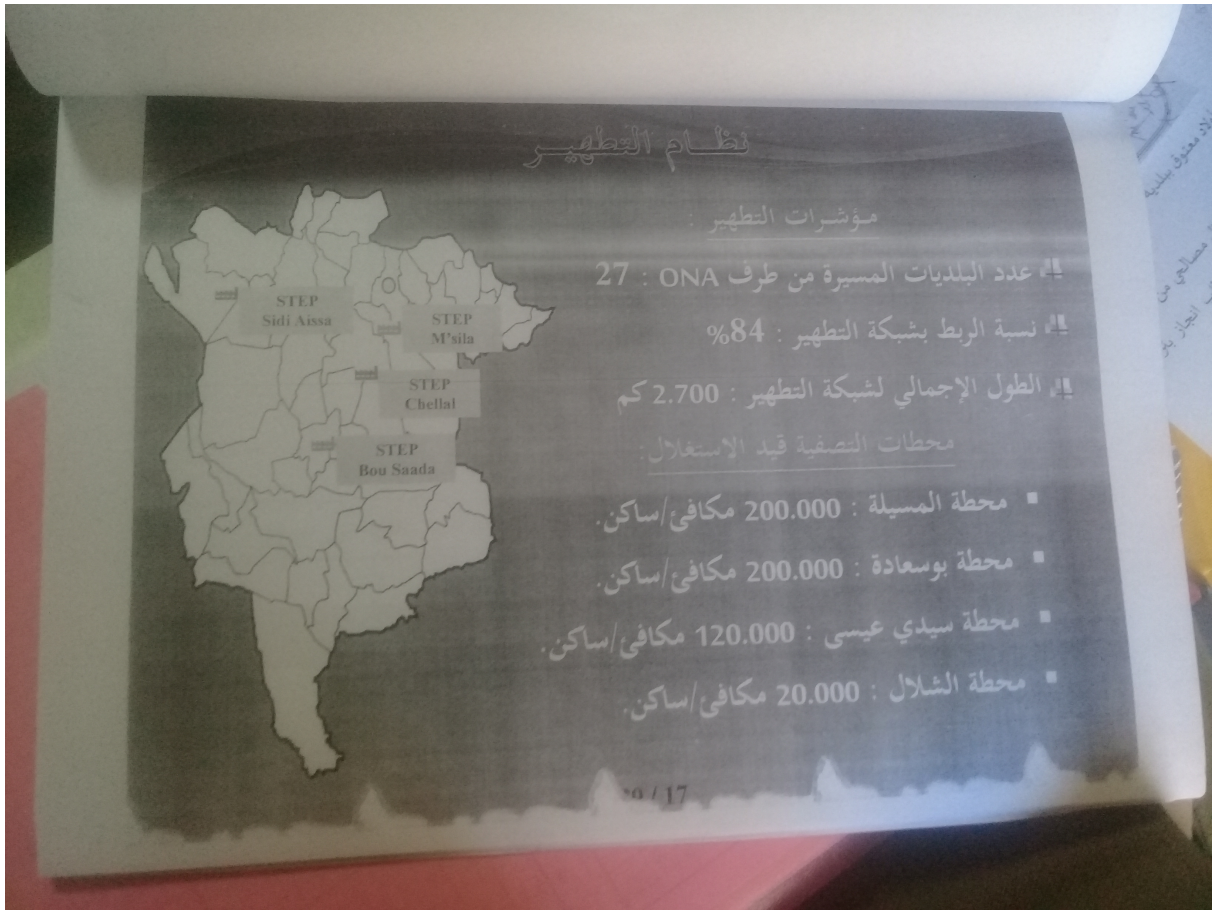 نظام التطهير
مؤشرات التطهير :
عدد البلديات المسيرة من طرف ONA : 27
نسبة الربط بشبكة التطهير : 84%
الطول الإجمالي لشبكة التطهير : 2.700 كم
محطات التصفية قيد الاستغلال:
محطة المسيلة : 200.000 مكافئ/ساكن.
محطة بوسعادة : 200.000 مكافئ/ساكن.
محطة سيدي عيسى : 120.000 مكافئ/ساكن.
محطة الشلال : 20.000 مكافئ/ساكن.
STEP
Sidi Aissa
STEP
M'sila
STEP
Chellal
STEP
Bou Saada
/ 17